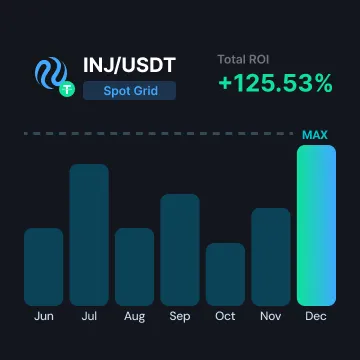 INJ/USDT
Spot Grid
Total ROI
+125.53%
MAX
Jun Jul Aug Sep Oct Nov Dec